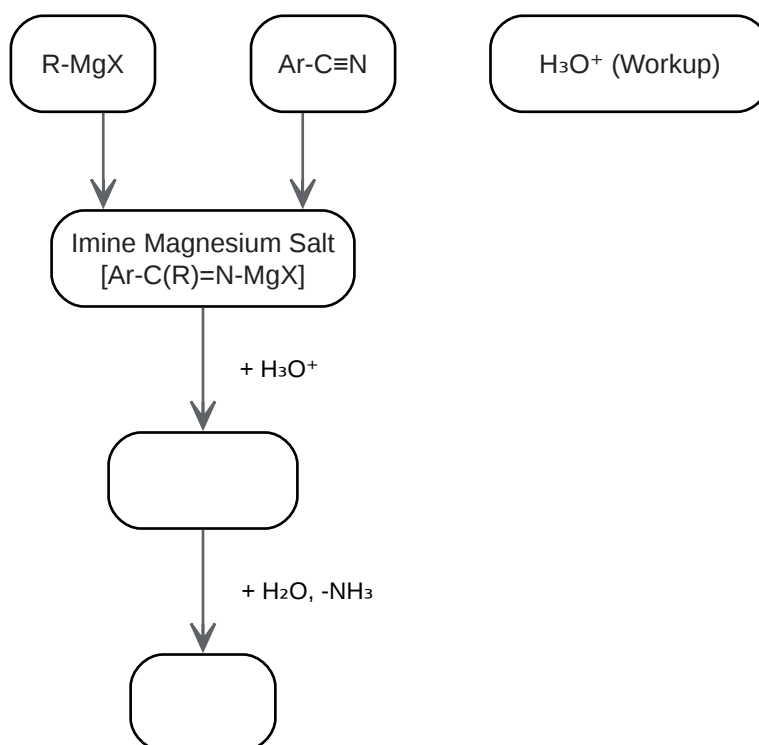 R-MgX
Ar-C≡N
H₃O⁺ (Workup)
Imine Magnesium Salt
[Ar-C(R)=N-MgX]
+ H₃O⁺
+ H₂O, -NH₃